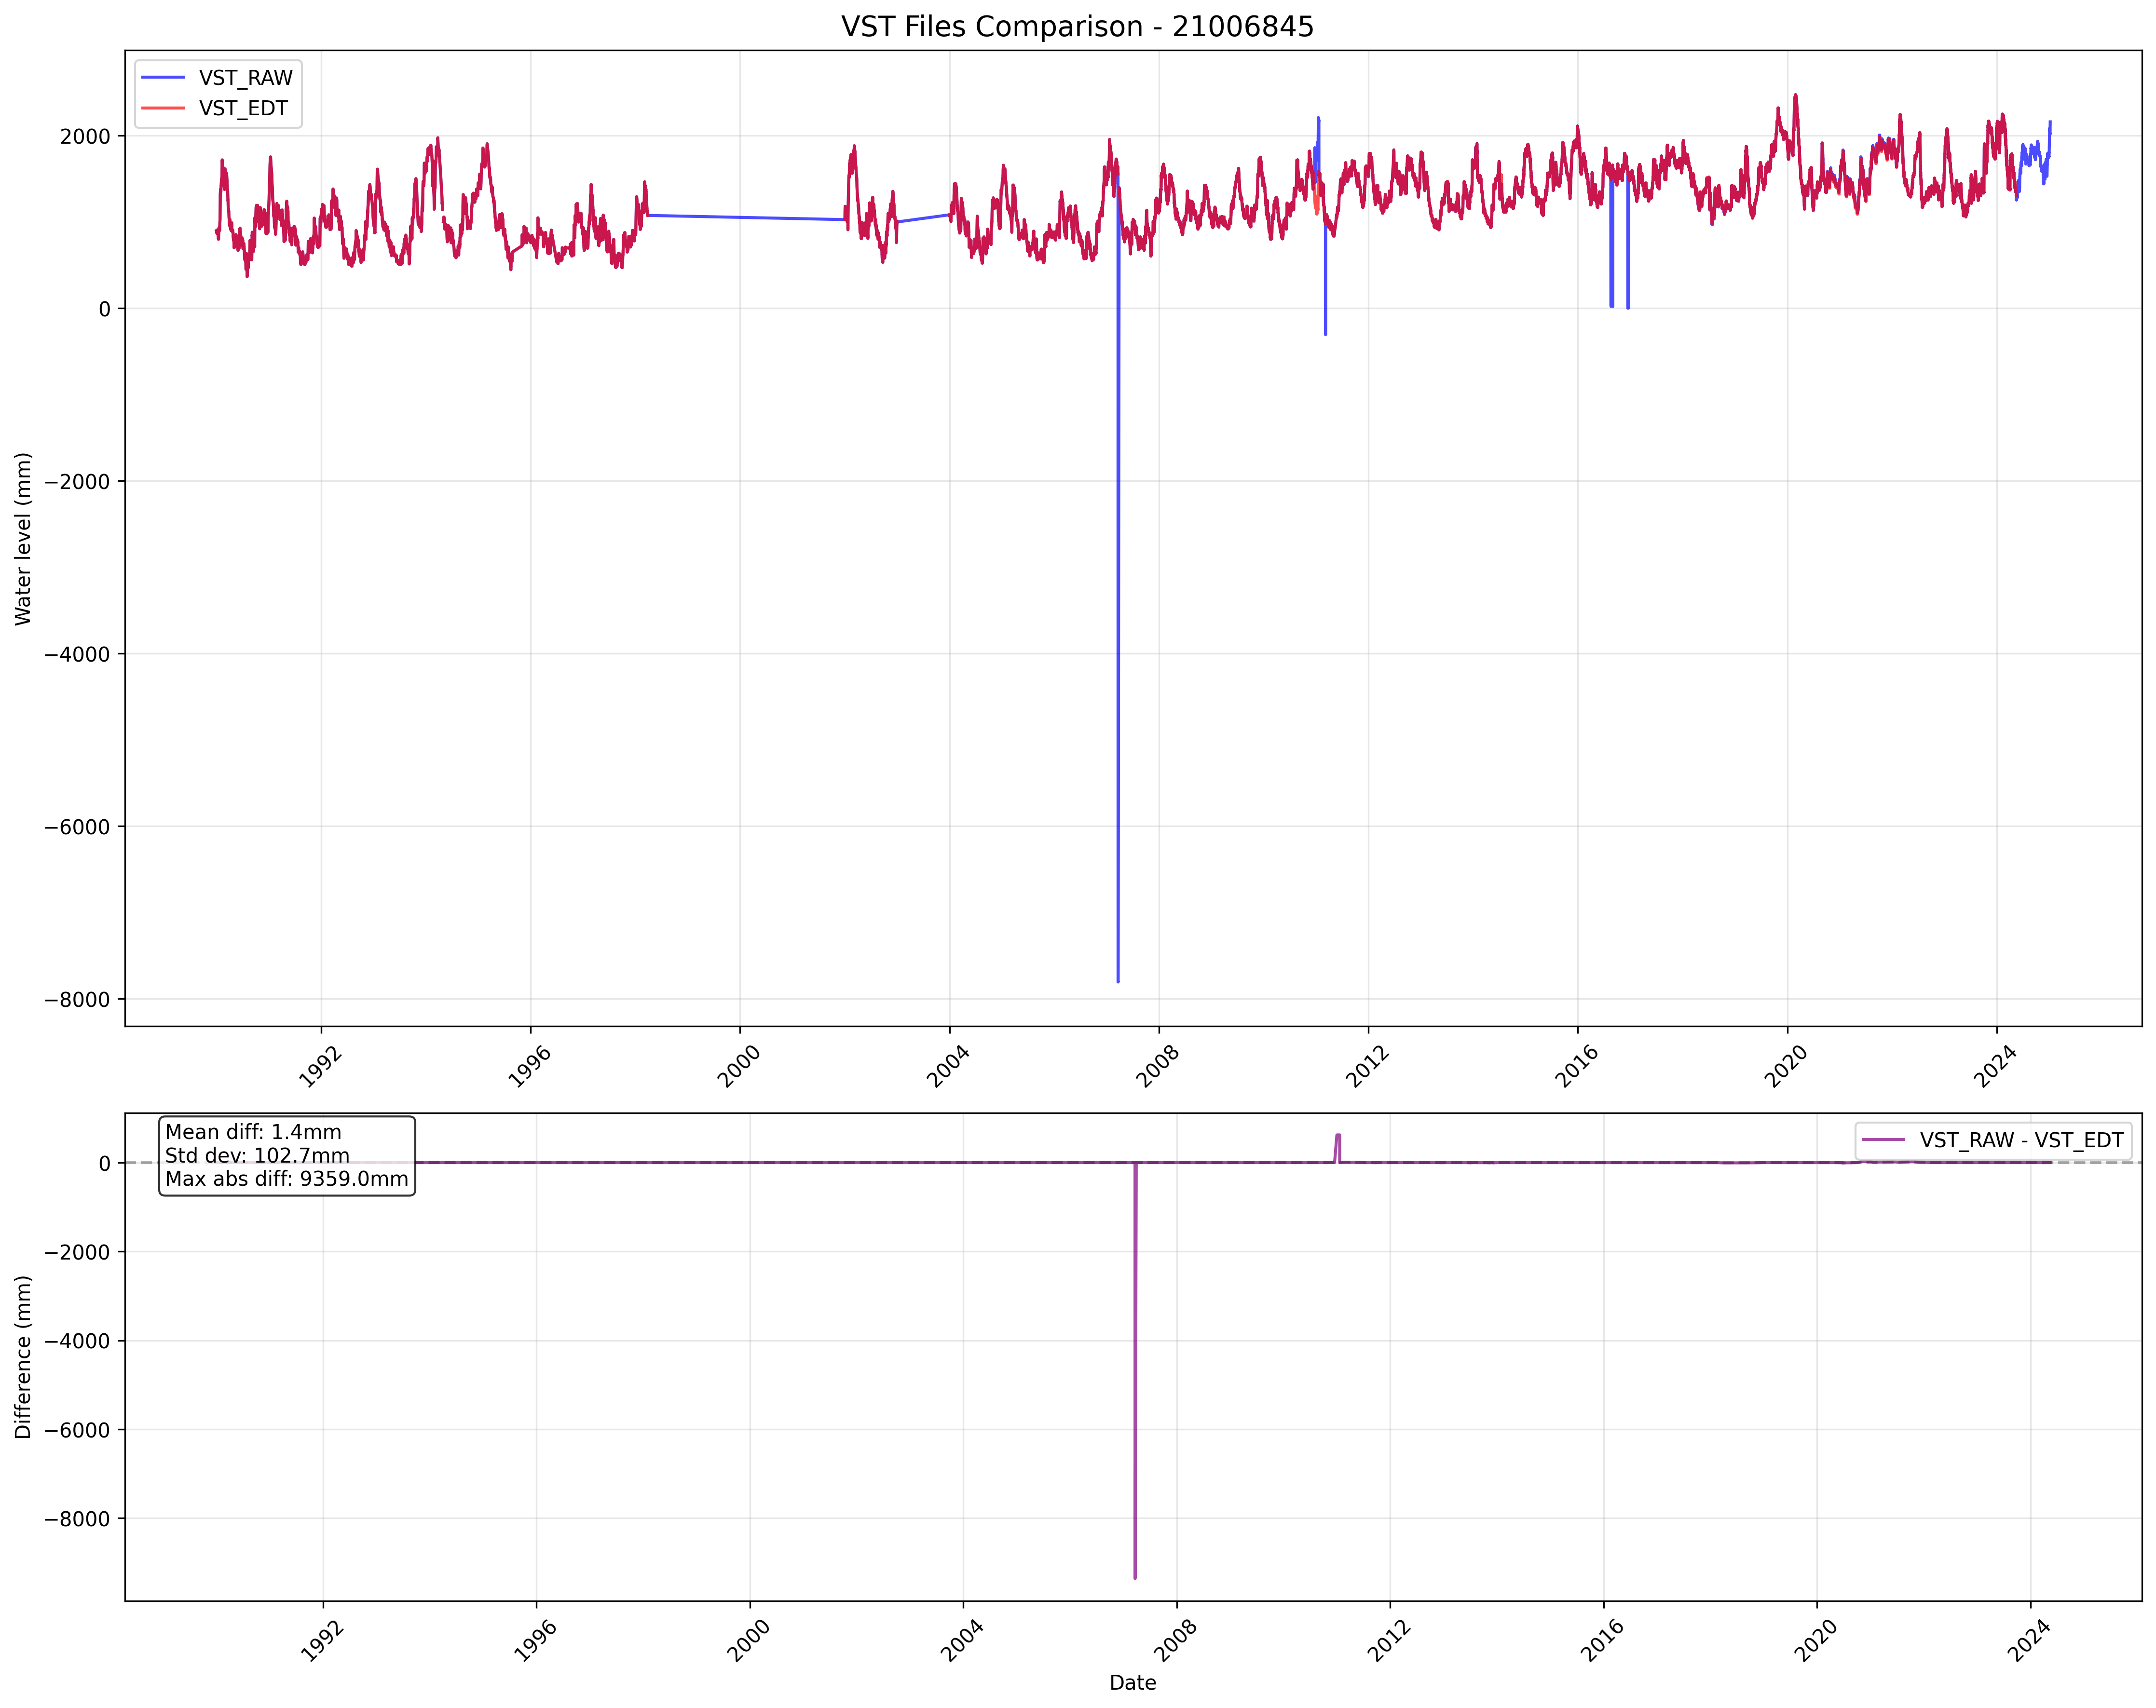 VST Files Comparison - 21006845
VST_RAW
VST_EDT
Water level (mm)
2000
0
−2000
−4000
−6000
−8000
1992
1996
2000
2004
2008
2012
2016
2020
2024
Mean diff: 1.4mm
Std dev: 102.7mm
Max abs diff: 9359.0mm
VST_RAW - VST_EDT
Difference (mm)
0
−2000
−4000
−6000
−8000
1992
1996
2000
2004
2008
2012
2016
2020
2024
Date